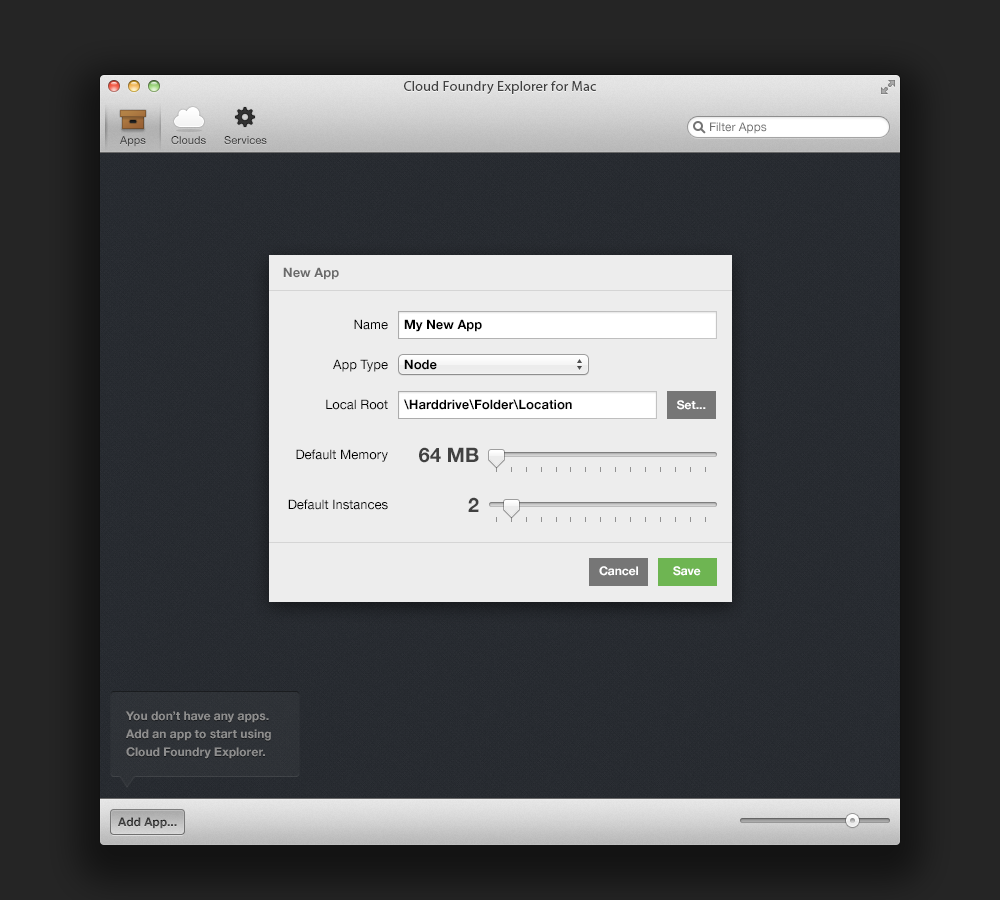 Cloud Foundry Explorer for Mac
Apps
Clouds
Services
Filter Apps
New App
Name
My New App
App Type
Node
Local Root
\Harddrive\Folder\Location
Set...
Default Memory
64 MB
Default Instances
2
Cancel
Save
You don't have any apps.
Add an app to start using
Cloud Foundry Explorer.
Add App...